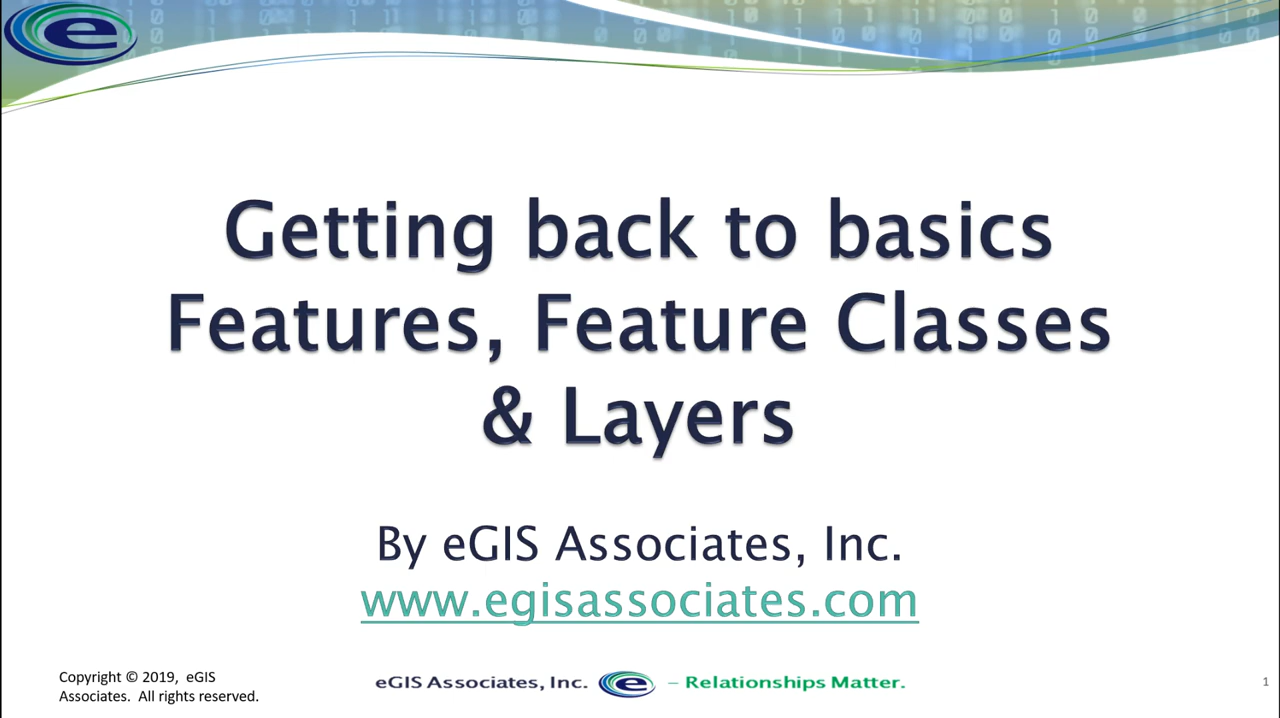 e
Getting back to basics
Features, Feature Classes
& Layers
By eGIS Associates, Inc.
www.egisassociates.com
Copyright © 2019, eGIS
Associates. All rights reserved.
eGIS Associates, Inc. e – Relationships Matter.
1